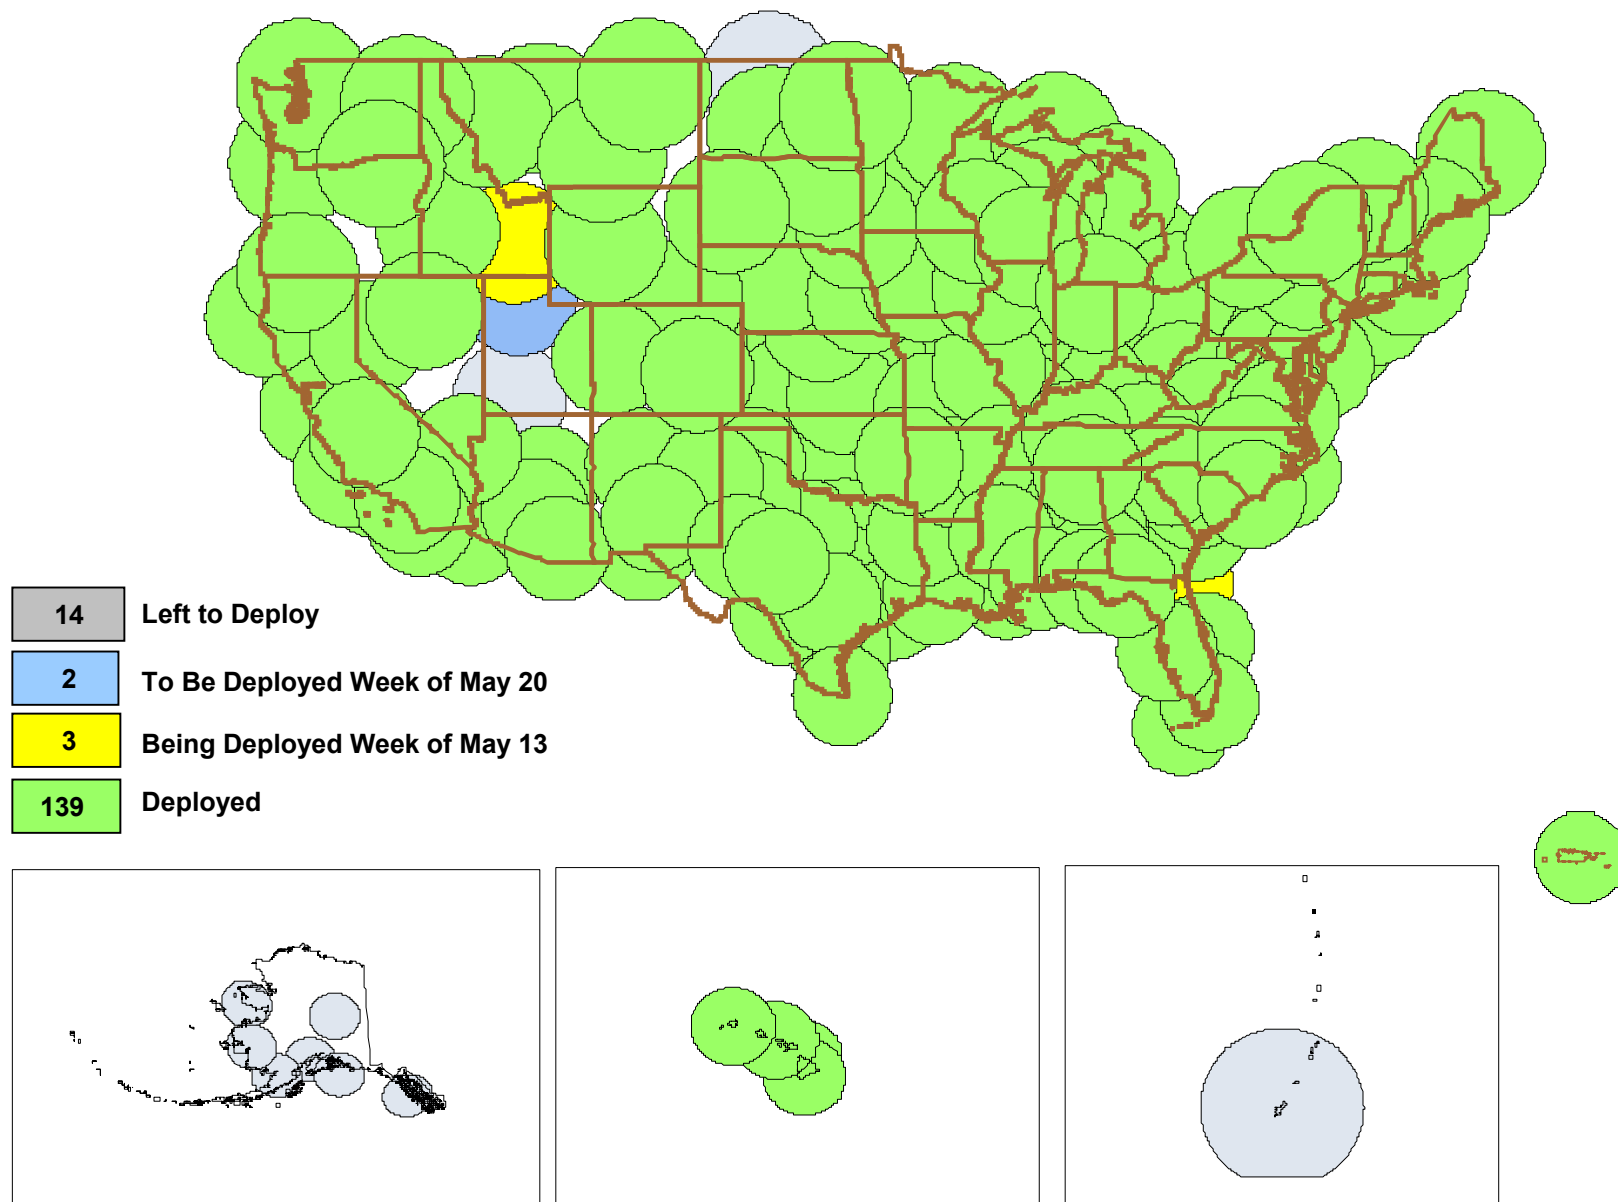 14 Left to Deploy
2 To Be Deployed Week of May 20
3 Being Deployed Week of May 13
139 Deployed